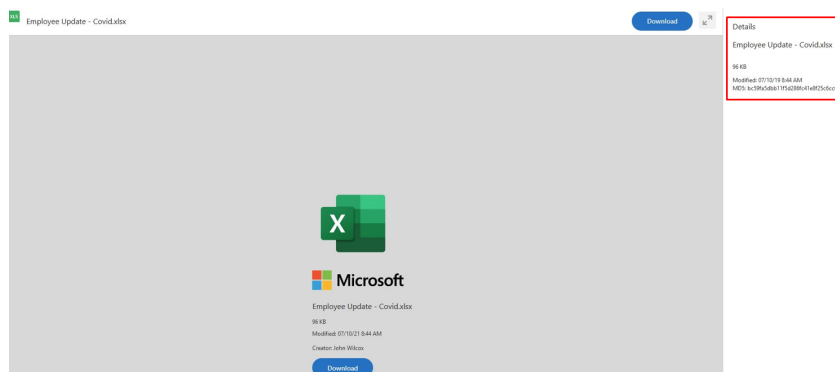 XLS
Employee Update - Covid.xlsx
Download
Details
Employee Update - Covid.xlsx
96 KB
Modified: 07/10/19 8:44 AM
MD5:
X
Microsoft
Employee Update - Covid.xlsx
96 KB
Modified: 07/10/21 8:44 AM
Creator: John Wilcox
Download